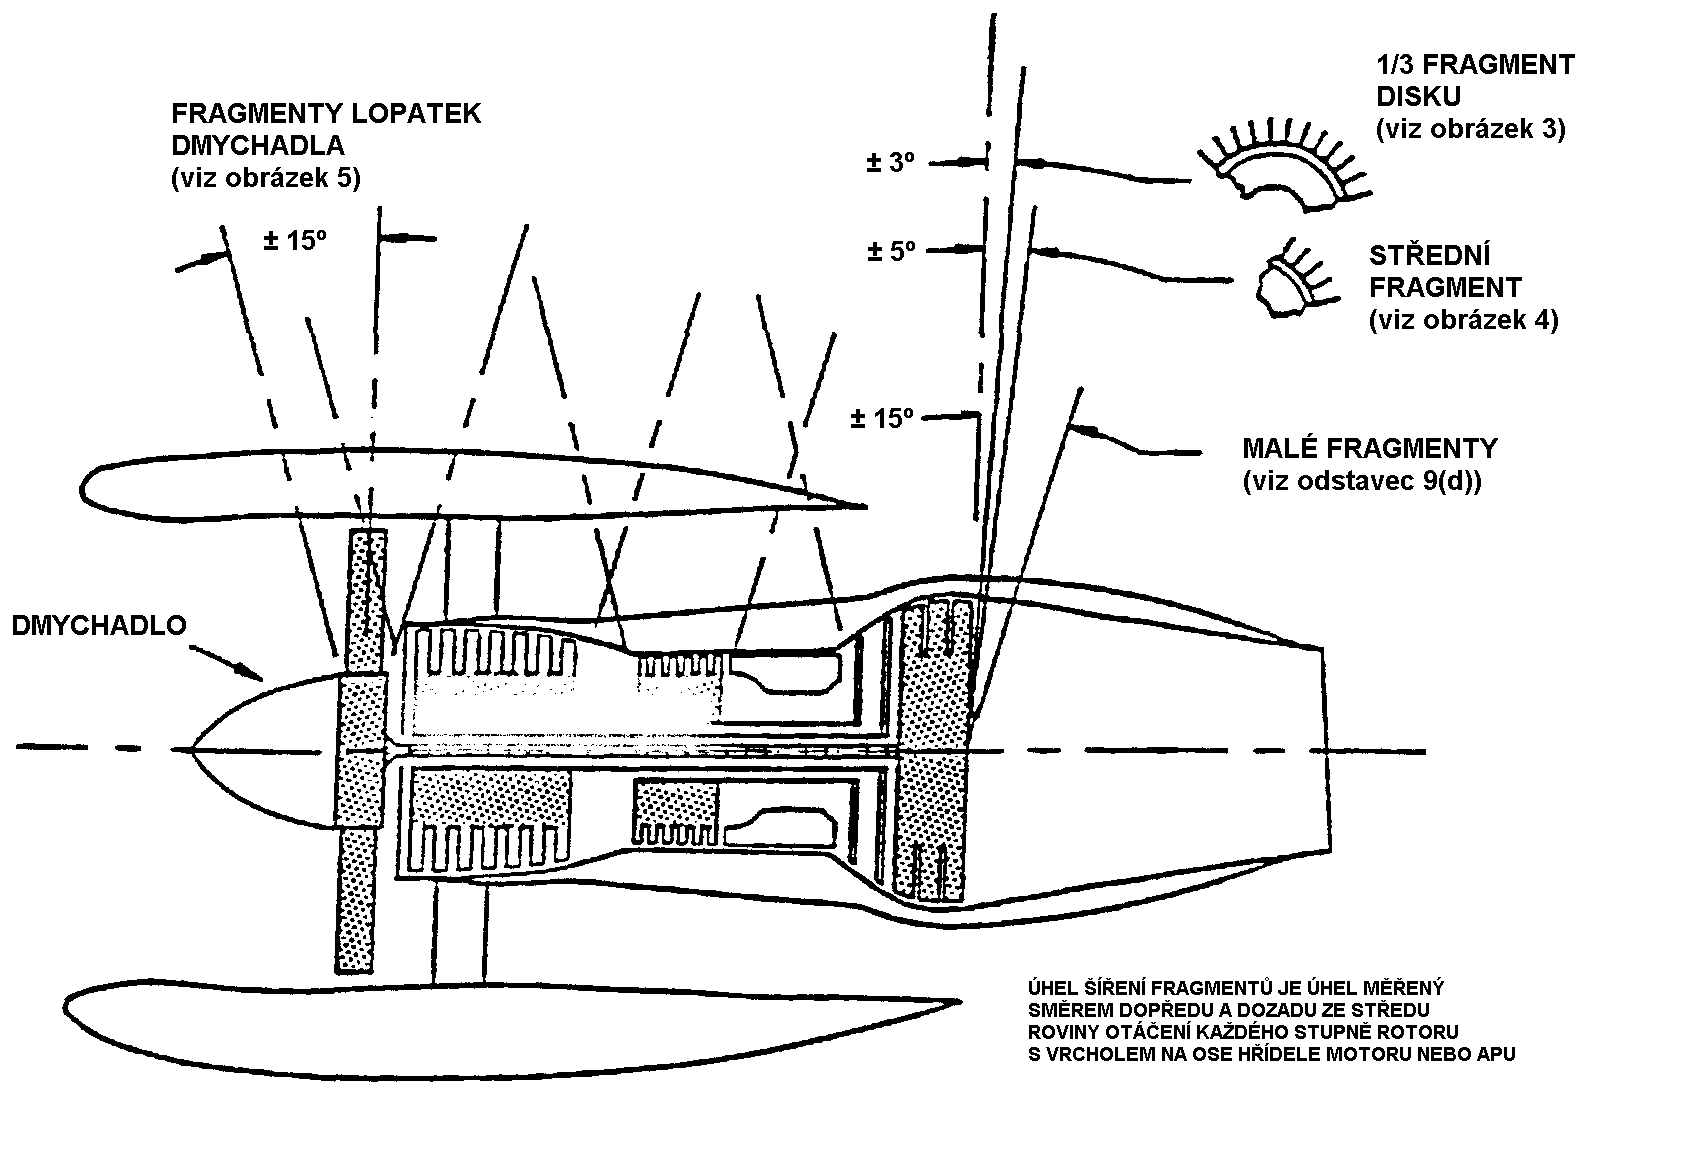 FRAGMENTY LOPATEK
DMYCHADLA
(viz obrázek 5)
± 15º
± 3º
1/3 FRAGMENT
DISKU
(viz obrázek 3)
± 5º
STŘEDNÍ
FRAGMENT
(viz obrázek 4)
± 15º
MALÉ FRAGMENTY
(viz odstavec 9(d))
DMYCHADLO
ÚHEL ŠÍŘENÍ FRAGMENTŮ JE ÚHEL MĚŘENÝ
SMĚREM DOPŘEDU A DOZADU ZE STŘEDU
ROVINY OTÁČENÍ KAŽDÉHO STUPNĚ ROTORU
S VRCHOLEM NA OSE HŘÍDELE MOTORU NEBO APU